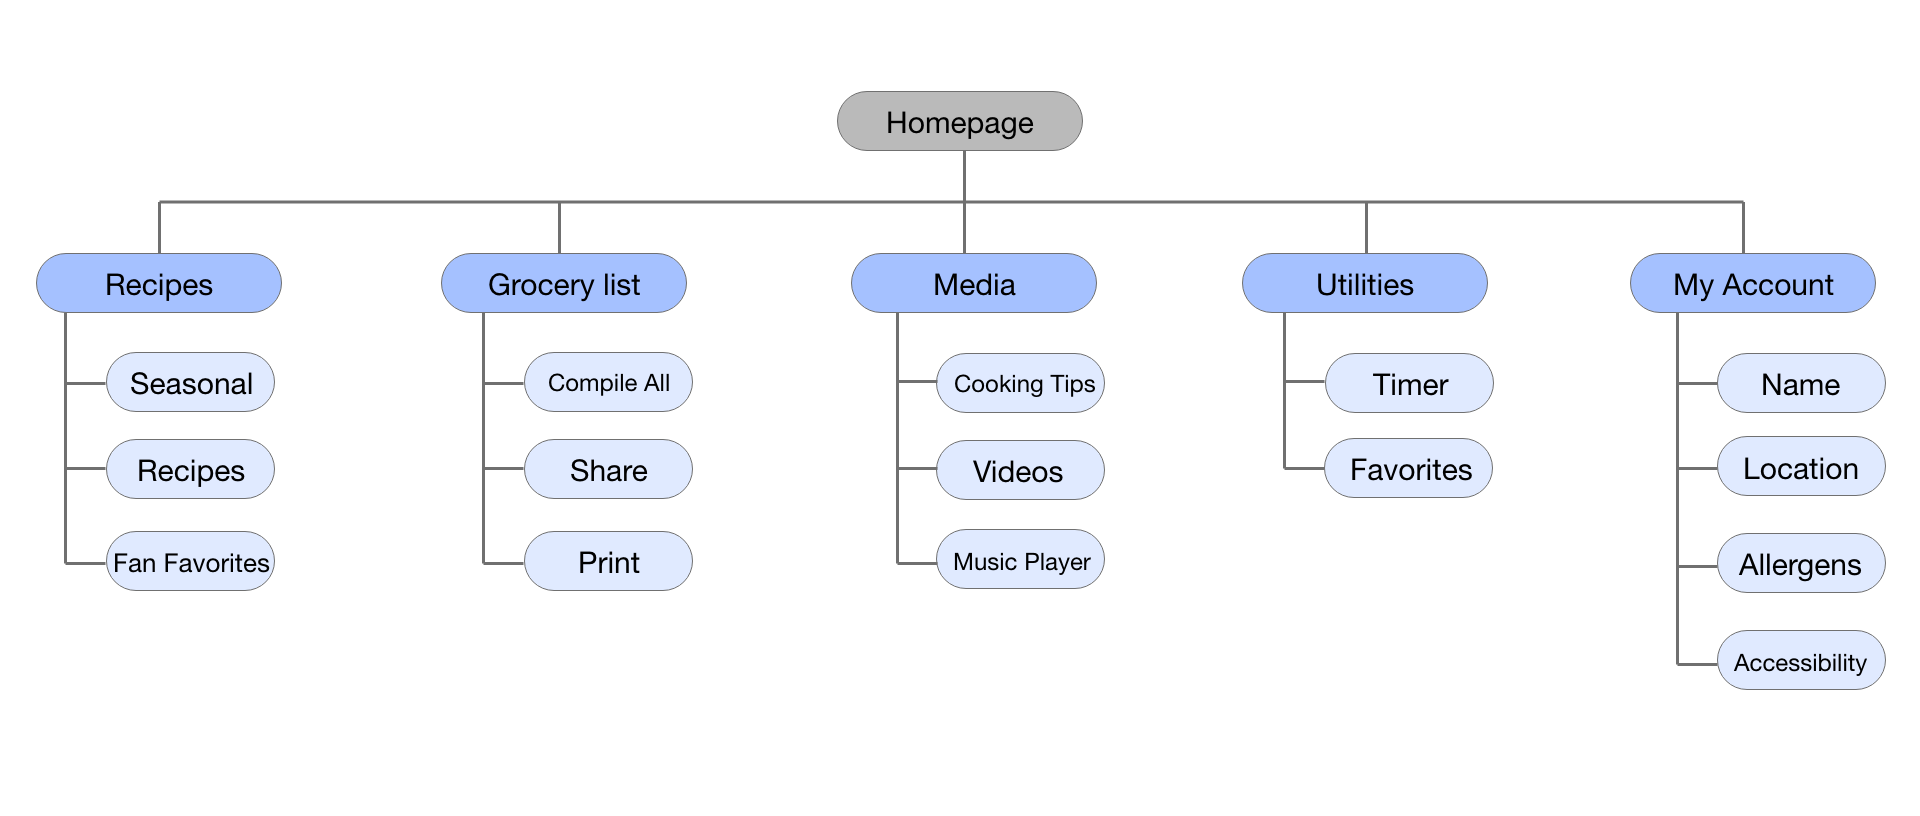 Homepage
Recipes
Grocery list
Media
Utilities
My Account
Seasonal
Recipes
Fan Favorites
Compile All
Share
Print
Cooking Tips
Videos
Music Player
Timer
Favorites
Name
Location
Allergens
Accessibility